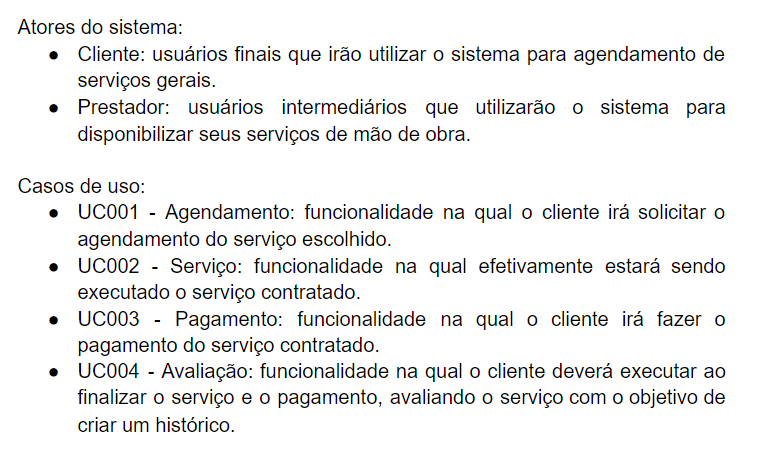 Atores do sistema:
● Cliente: usuários finais que irão utilizar o sistema para agendamento de
serviços gerais.
● Prestador: usuários intermediários que utilizarão o sistema para
disponibilizar seus serviços de mão de obra.
Casos de uso:
● UC001 - Agendamento: funcionalidade na qual o cliente irá solicitar o
agendamento do serviço escolhido.
● UC002 - Serviço: funcionalidade na qual efetivamente estará sendo
executado o serviço contratado.
● UC003 - Pagamento: funcionalidade na qual o cliente irá fazer o
pagamento do serviço contratado.
● UC004 - Avaliação: funcionalidade na qual o cliente deverá executar ao
finalizar o serviço e o pagamento, avaliando o serviço com o objetivo de
criar um histórico.